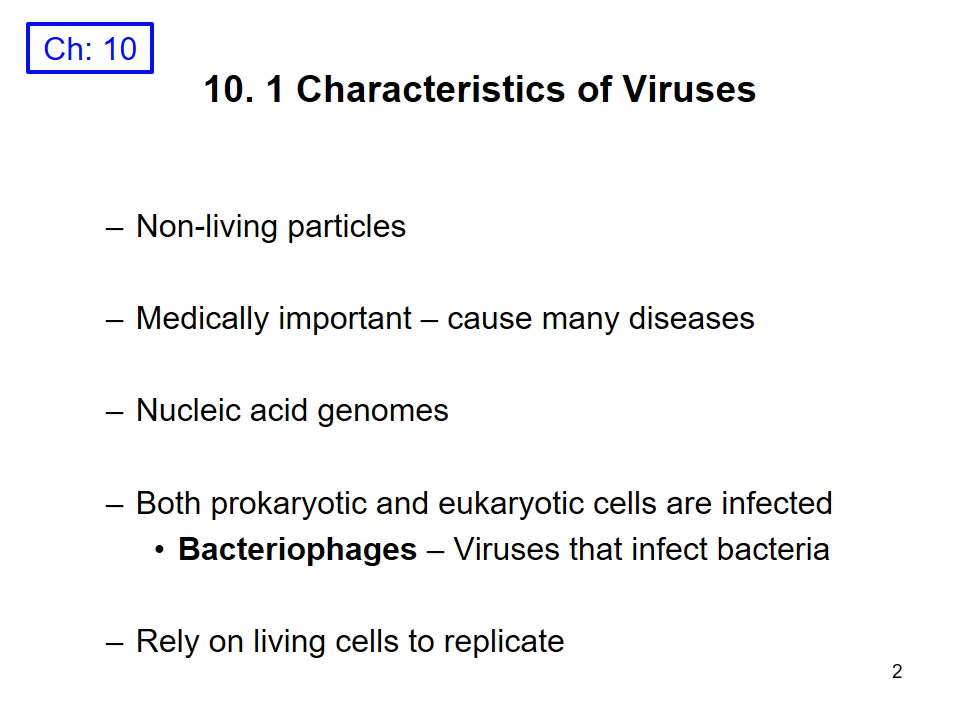 Ch: 10
10. 1 Characteristics of Viruses
– Non-living particles
– Medically important – cause many diseases
– Nucleic acid genomes
– Both prokaryotic and eukaryotic cells are infected
• Bacteriophages – Viruses that infect bacteria
– Rely on living cells to replicate
2